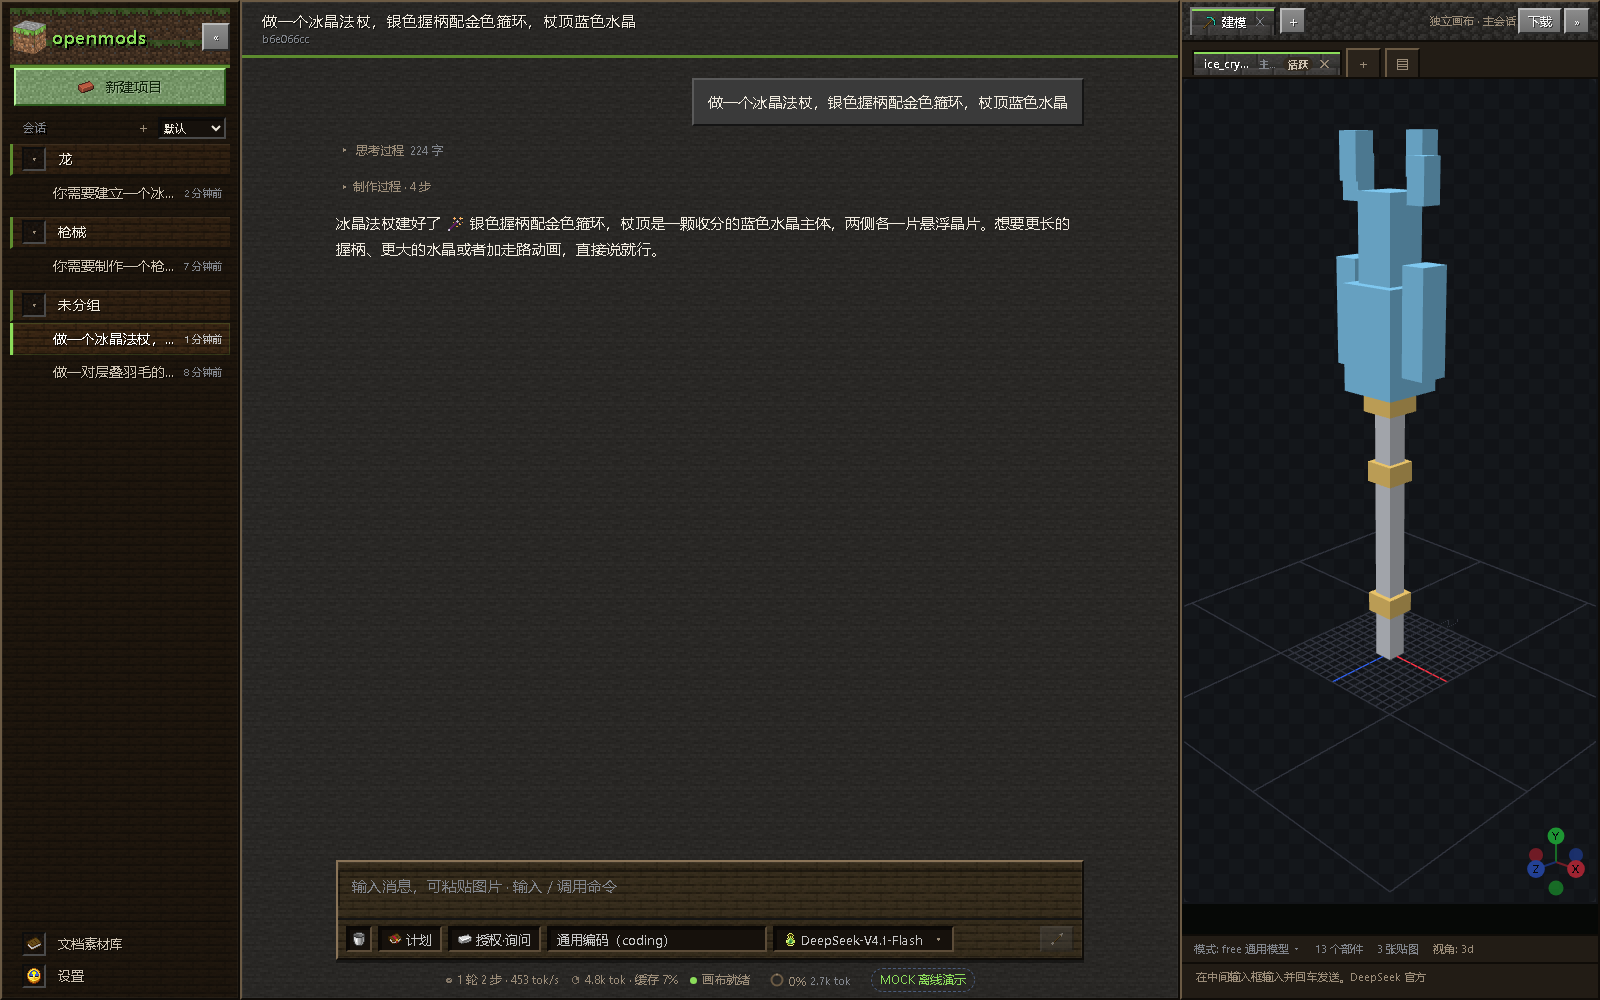 openmods
«
新建项目
会话
+
默认
龙
你需要建立一个冰... 2 分钟前
枪械
你需要制作一个枪... 7 分钟前
未分组
做一个冰晶法杖，... 1 分钟前
做一对层叠羽毛的... 8 分钟前
文档素材库
设置
做一个冰晶法杖，银色握柄配金色箍环，杖顶蓝色水晶
b6e066cc
做一个冰晶法杖，银色握柄配金色箍环，杖顶蓝色水晶
思考过程 224 字
制作过程 · 4 步
冰晶法杖建好了 🪄 银色握柄配金色箍环，杖顶是一颗收分的蓝色水晶主体，两侧各一片悬浮晶片。想要更长的
握柄、更大的水晶或者加走路动画，直接说就行。
输入消息，可粘贴图片 · 输入 / 调用命令
计划
授权·询问
通用编码（coding）
DeepSeek-V4.1-Flash
1 轮 2 步 · 453 tok/s
4.8k tok · 缓存 7%
画布就绪
0% 2.7k tok
MOCK 离线演示
建模 ×
+
独立画布 · 主会话
下载
»
ice_cry... 主... 活跃 ×
+
Y
Z
X
模式: free 通用模型
13 个部件
3 张贴图
视角: 3d
在中间输入框输入并回车发送。DeepSeek 官方